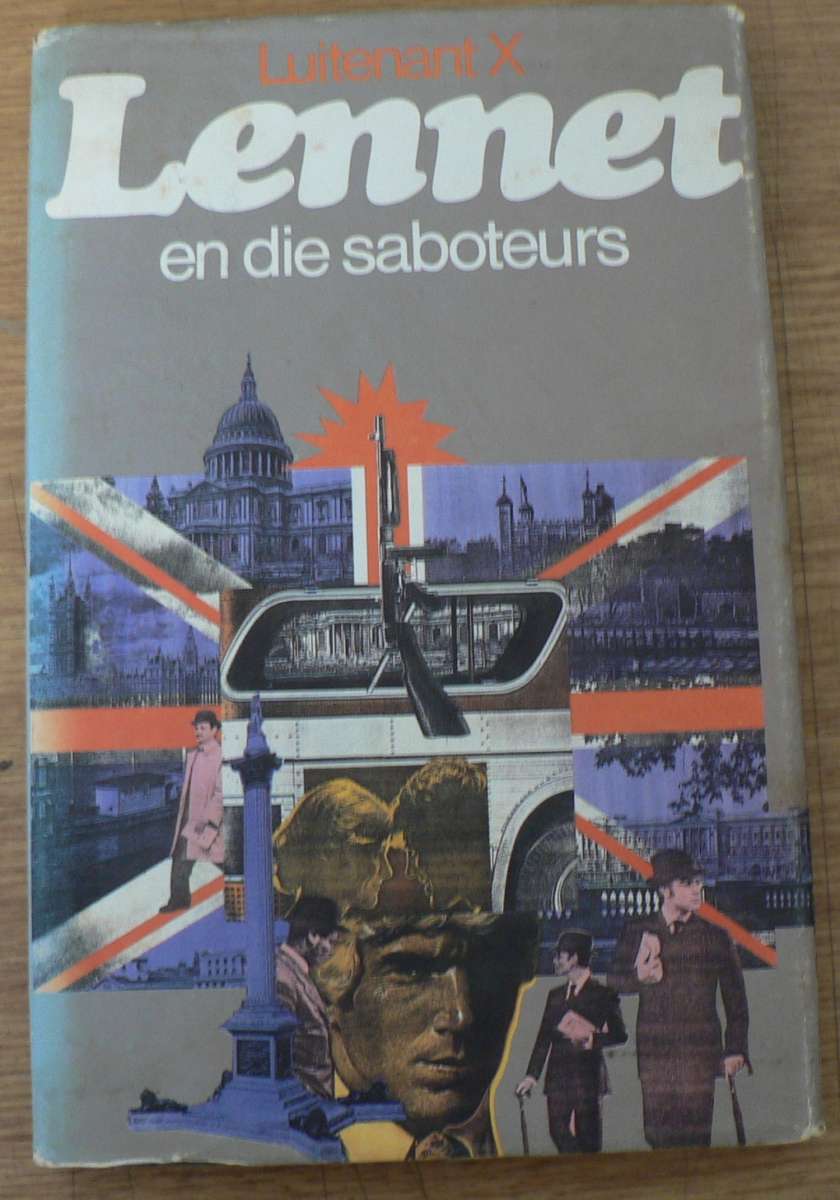 Luitenant X
Lennet
en die saboteurs